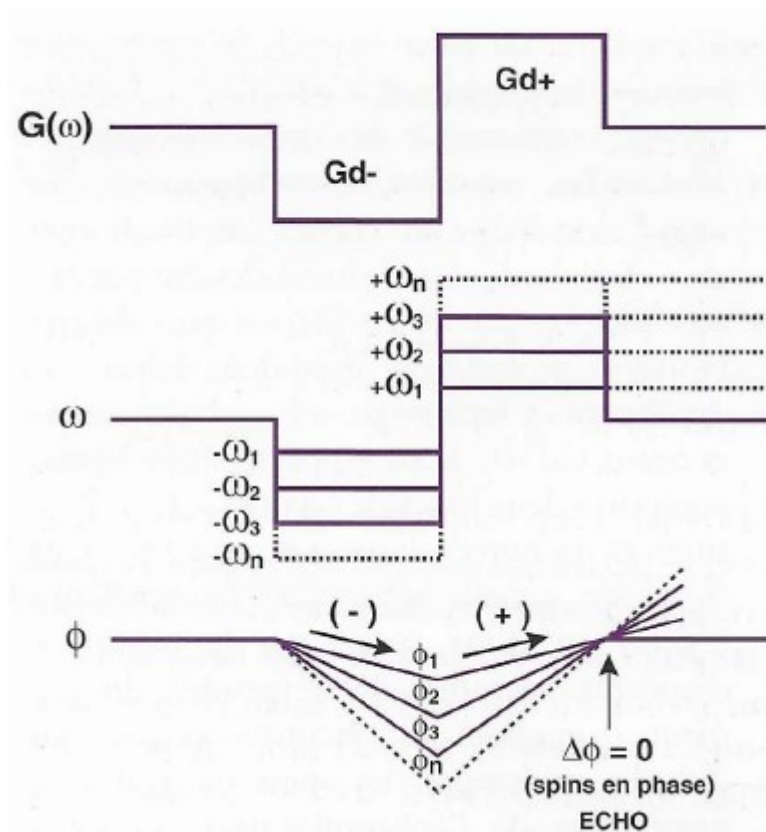 Gd+
G(ω)
Gd-
+ωn
+ω3
+ω2
+ω1
ω
-ω1
-ω2
-ω3
-ωn
(-) (+)
ϕ
ϕ1
ϕ2
ϕ3
ϕn
Δϕ = 0
(spins en phase)
ECHO